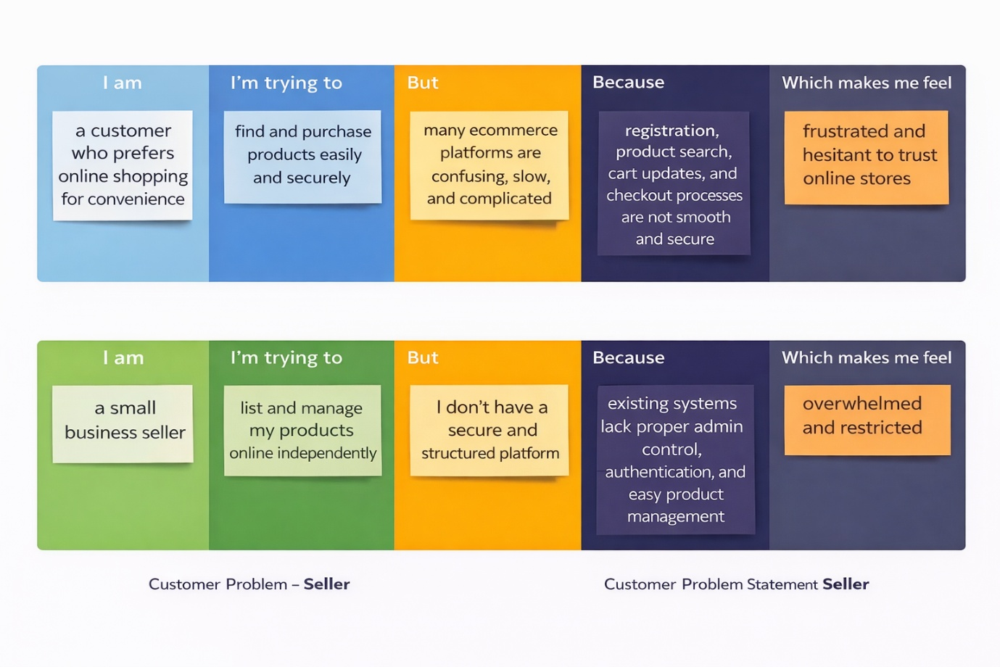 I am
a customer
who prefers
online shopping
for convenience
I'm trying to
find and purchase
products easily
and securely
But
many ecommerce
platforms are
confusing, slow,
and complicated
Because
registration,
product search,
cart updates, and
checkout processes
are not smooth
and secure
Which makes me feel
frustrated and
hesitant to trust
online stores
I am
a small
business seller
I'm trying to
list and manage
my products
online independently
But
I don't have a
secure and
structured platform
Because
existing systems
lack proper admin
control,
authentication, and
easy product
management
Which makes me feel
overwhelmed
and restricted
Customer Problem – Seller
Customer Problem Statement Seller